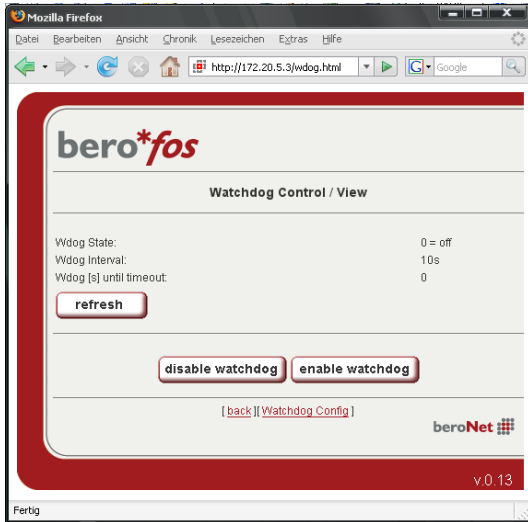 Mozilla Firefox
Datei Bearbeiten Ansicht Chronik Lesezeichen Extras Hilfe
http://172.20.5.3/wdog.html G Google
bero*fos
Watchdog Control / View
Wdog State: 0 = off
Wdog Interval: 10s
Wdog [s] until timeout: 0
refresh
disable watchdog enable watchdog
[ back ][ Watchdog Config ]
beroNet
v.0.13
Fertig